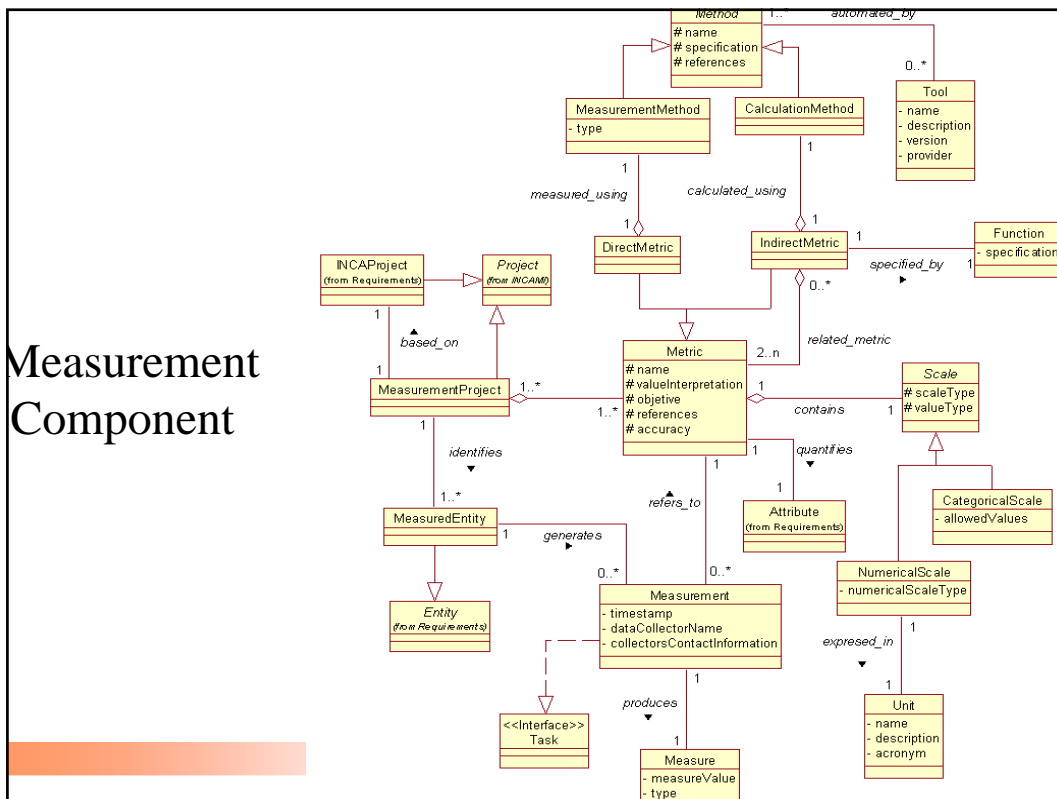 Method
1..*
automated_by
# name
# specification
# references
0..*
Tool
- name
- description
- version
- provider
MeasurementMethod
- type
CalculationMethod
1
1
measured_using
calculated_using
1
1
DirectMetric
IndirectMetric
1
specified_by
1
Function
- specification
0..*
INCAProject
(from Requirements)
Project
(from INCAMI)
1
based_on
1
related_metric
2..n
Metric
# name
# valueInterpretation
# objetive
# references
# accuracy
Measurement
Component
MeasurementProject
1..*
1..*
1
contains
1
Scale
# scaleType
# valueType
1
identifies
1..*
1
1
quantifies
1
refers_to
CategoricalScale
- allowedValues
MeasuredEntity
1
generates
0..*
0..*
Attribute
(from Requirements)
NumericalScale
- numericalScaleType
Entity
(from Requirements)
Measurement
- timestamp
- dataCollectorName
- collectorsContactInformation
1
expresed_in
1
1
produces
1
<<Interface>>
Task
Unit
- name
- description
- acronym
Measure
- measureValue
- type